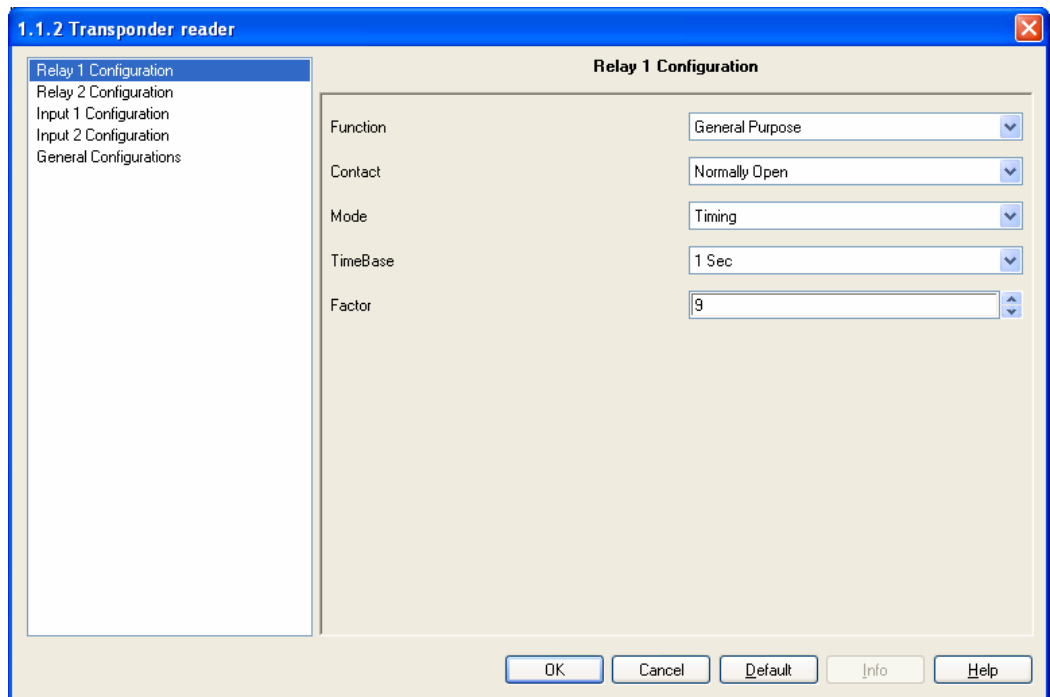 1.1.2 Transponder reader
Relay 1 Configuration
Relay 2 Configuration
Input 1 Configuration
Input 2 Configuration
General Configurations
Relay 1 Configuration
Function General Purpose
Contact Normally Open
Mode Timing
TimeBase 1 Sec
Factor 9
OK Cancel Default Info Help